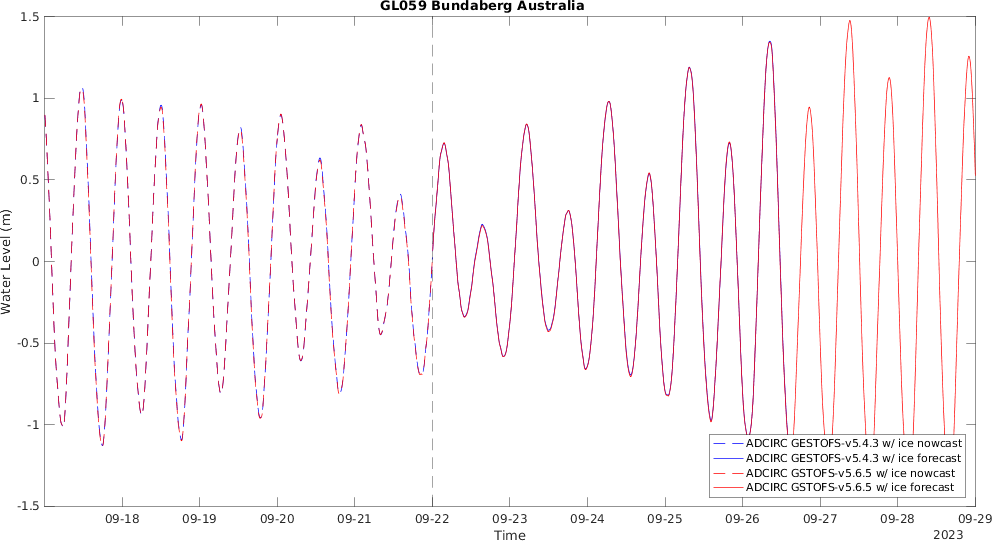 GL059 Bundaberg Australia
1.5
1
0.5
0
-0.5
-1
-1.5
Water Level (m)
ADCIRC GESTOFS-v5.4.3 w/ ice nowcast
ADCIRC GESTOFS-v5.4.3 w/ ice forecast
ADCIRC GSTOFS-v5.6.5 w/ ice nowcast
ADCIRC GSTOFS-v5.6.5 w/ ice forecast
09-18 09-19 09-20 09-21 09-22 09-23 09-24 09-25 09-26 09-27 09-28 09-29
Time
2023